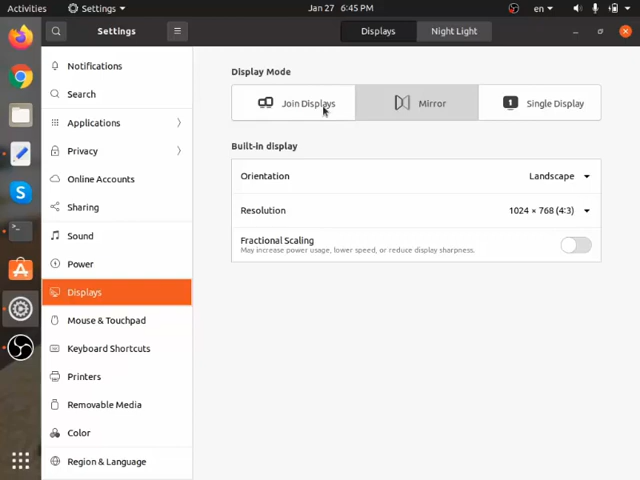 Activities
Settings
Jan 27 6:45 PM
en
Settings
Displays
Night Light
Notifications
Search
Applications
Privacy
Online Accounts
Sharing
Sound
Power
Displays
Mouse & Touchpad
Keyboard Shortcuts
Printers
Removable Media
Color
Region & Language
Display Mode
Join Displays
Mirror
1
Single Display
Built-in display
Orientation
Landscape
Resolution
1024 × 768 (4:3)
Fractional Scaling
May increase power usage, lower speed, or reduce display sharpness.